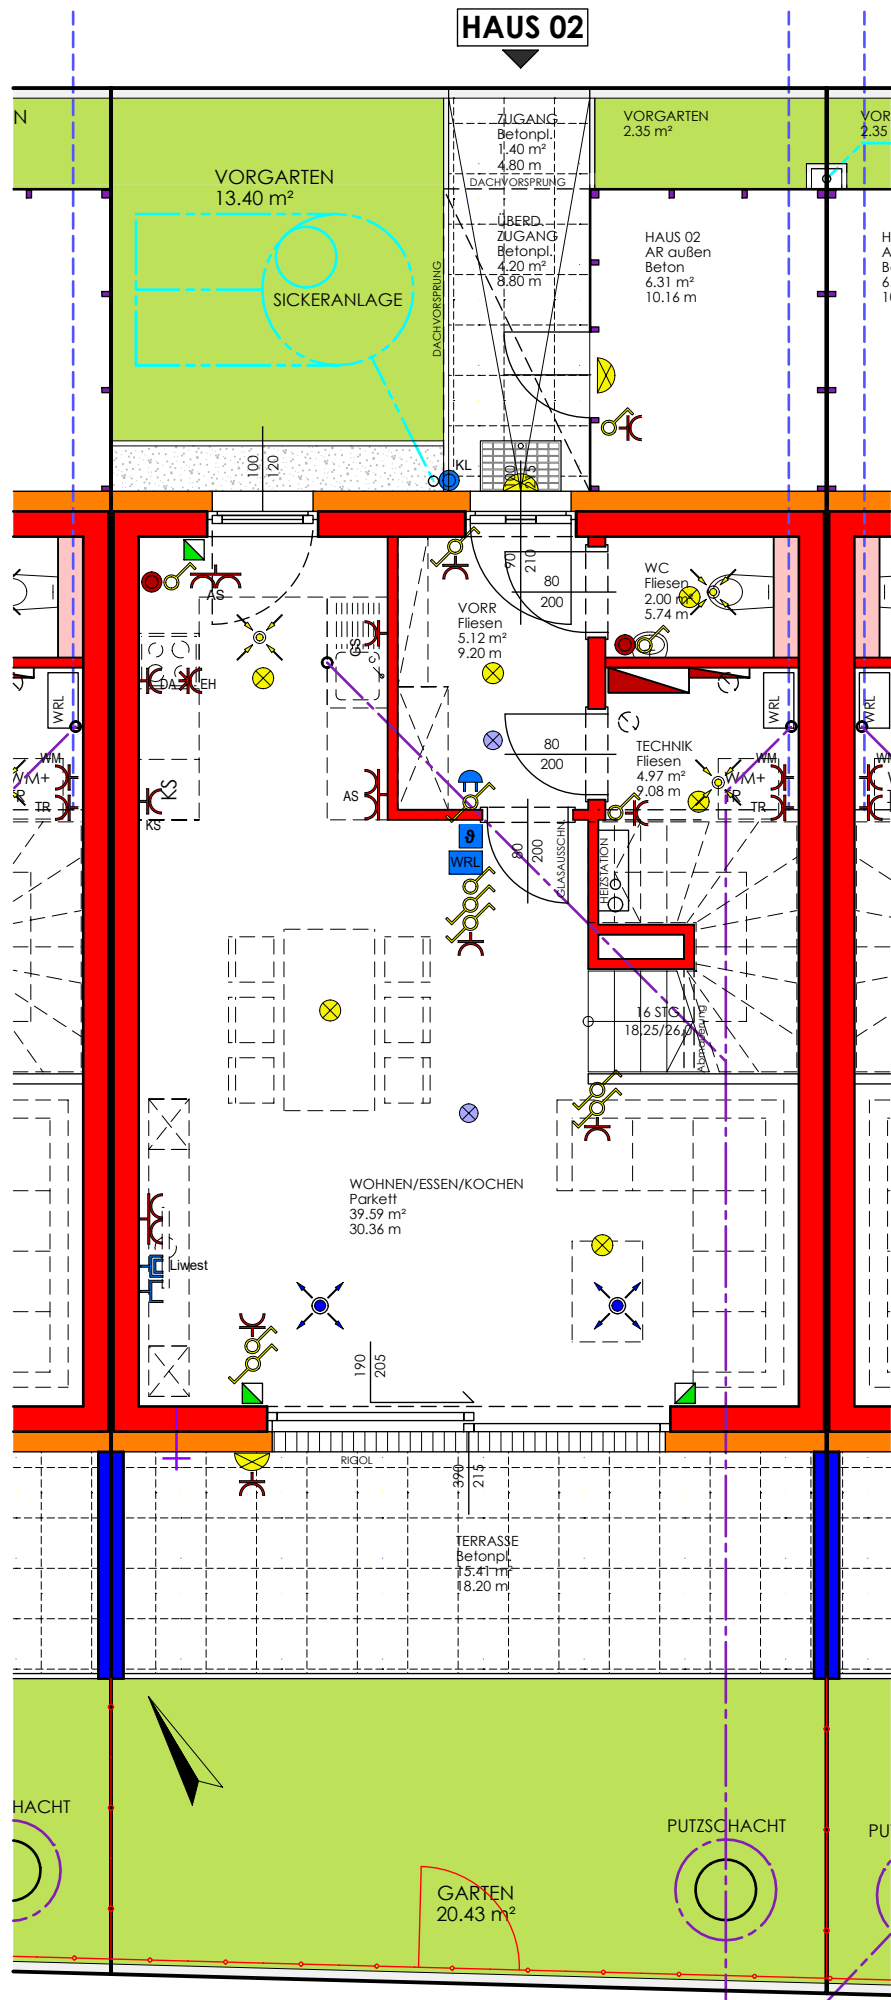 HAUS 02
N
ZUGANG
Betonpl.
1.40 m²
4.80 m
DACHVORSPRUNG
VORGARTEN
2.35 m²
VOR
2.35
VORGARTEN
13.40 m²
SICKERANLAGE
DACHVORSPRUNG
ÜBERD.
ZUGANG
Betonpl.
4.20 m²
8.80 m
HAUS 02
AR außen
Beton
6.31 m²
10.16 m
KL
100
120
90
210
80
200
AS
GS
DA
EH
KS
KS
AS
VORR
Fliesen
5.12 m²
9.20 m
WC
Fliesen
2.00 m²
5.74 m
WRL
WRL
WRL
80
200
TECHNIK
Fliesen
4.97 m²
9.08 m
WM
WM+
TR
WM
TR
ϑ
WRL
80
200
GLASAUSSCHN.
HEIZSTATION
16 STG
18.25/26.0
Abmauerung
WOHNEN/ESSEN/KOCHEN
Parkett
39.59 m²
30.36 m
Liwest
190
205
RIGOL
390
215
TERRASSE
Betonpl.
15.41 m²
18.20 m
HACHT
PUTZSCHACHT
PU
GARTEN
20.43 m²